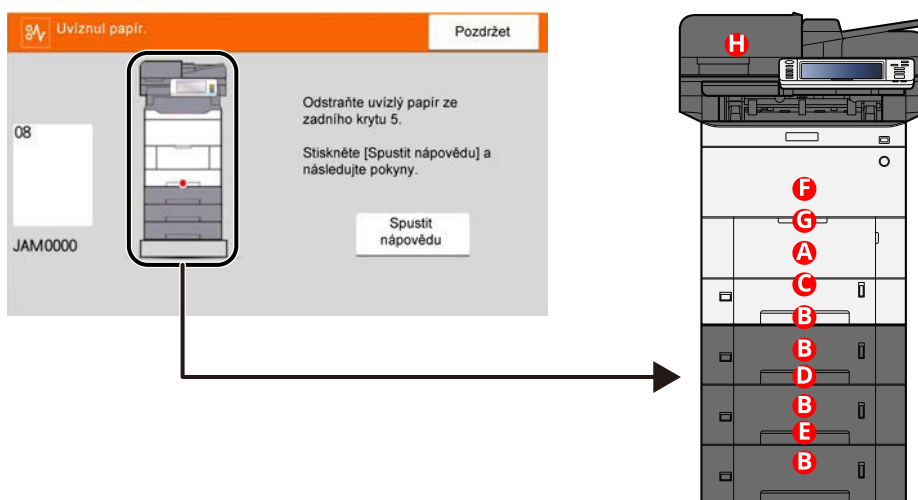 Uvíznul papír.
Pozdržet
08
JAM0000
Odstraňte uvízlý papír ze
zadního krytu 5.
Stiskněte [Spustit nápovědu] a
následujte pokyny.
Spustit
nápovědu
H
F
G
A
C
B
B
D
B
E
B